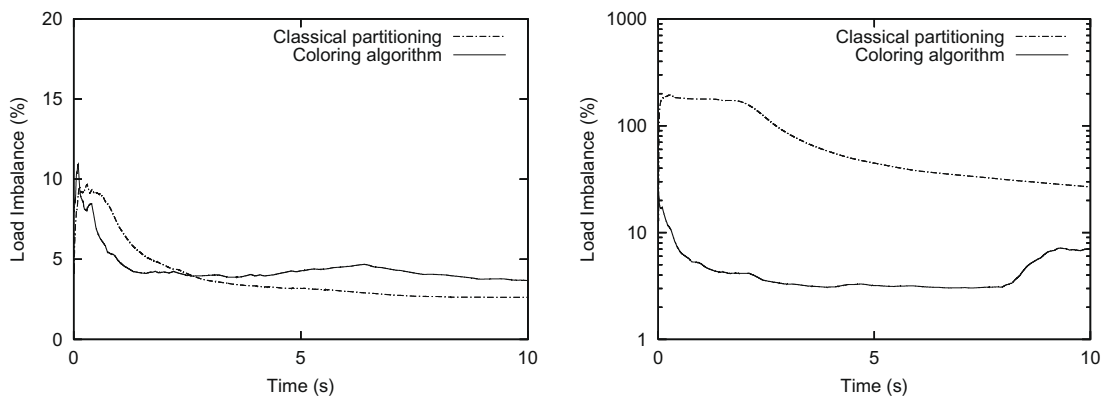 20
15
10
5
0
Load Imbalance (%)
Classical partitioning
Coloring algorithm
0 5 10
Time (s)
1000
100
10
1
Load Imbalance (%)
Classical partitioning
Coloring algorithm
0 5 10
Time (s)